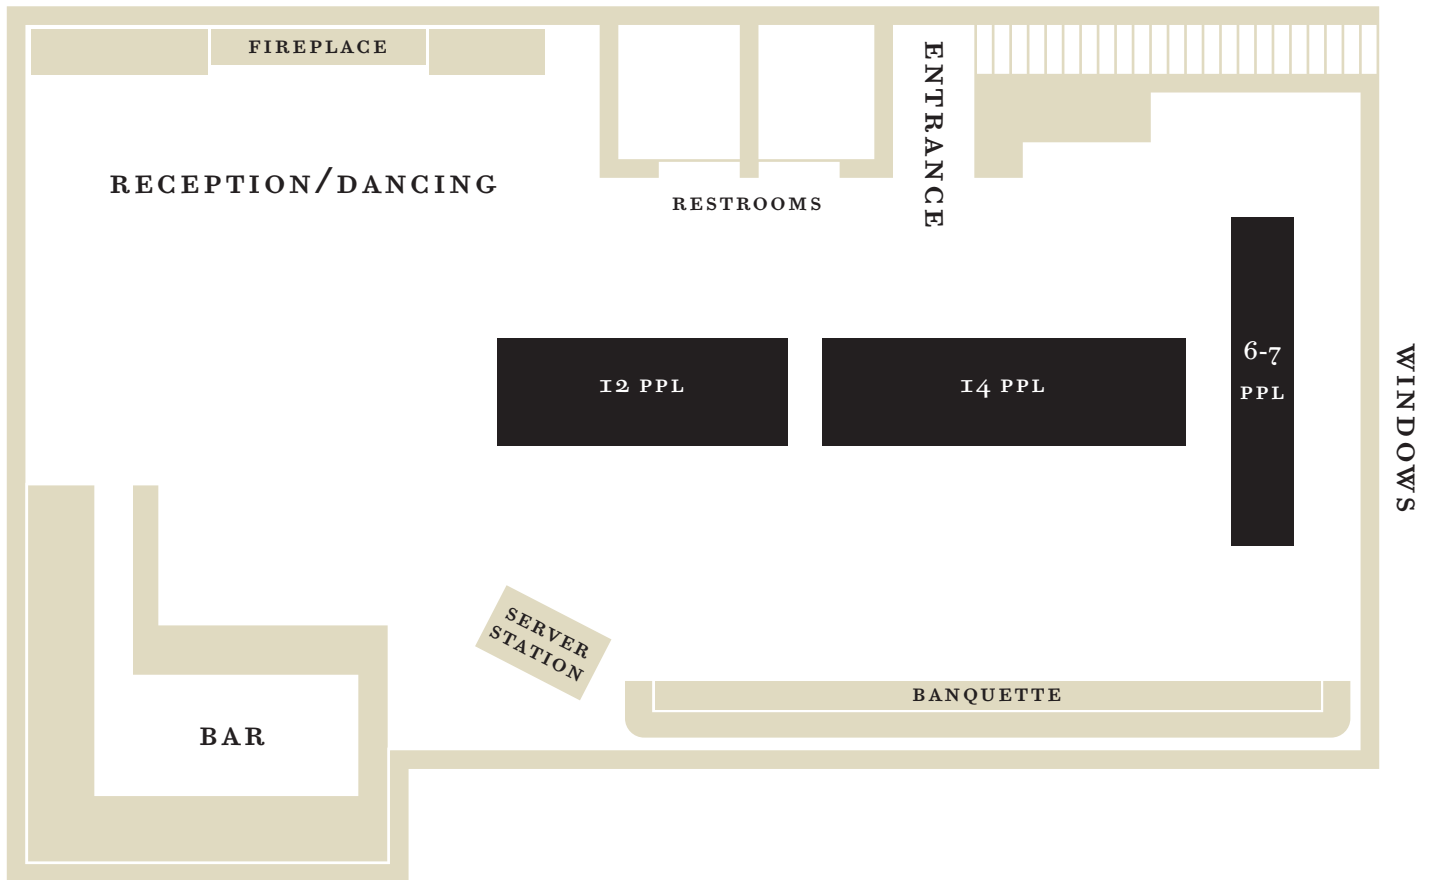 FIREPLACE
ENTRANCE
RECEPTION/DANCING
RESTROOMS
12 PPL
14 PPL
6-7
PPL
WINDOWS
SERVER
STATION
BANQUETTE
BAR